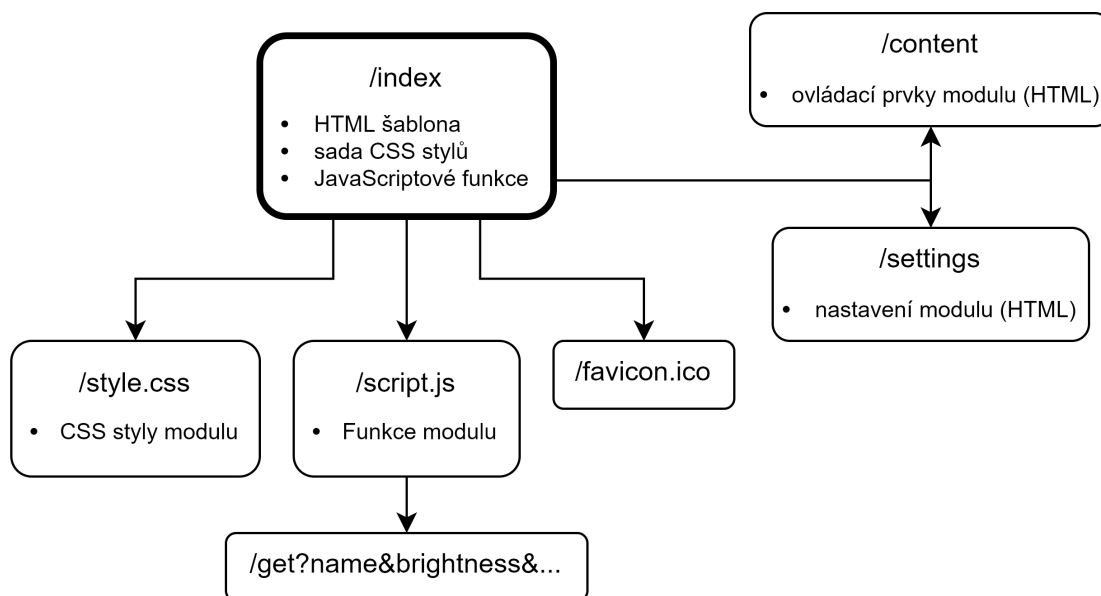 /index
• HTML šablona
• sada CSS stylů
• JavaScriptové funkce
/content
• ovládací prvky modulu (HTML)
/settings
• nastavení modulu (HTML)
/style.css
• CSS styly modulu
/script.js
• Funkce modulu
/favicon.ico
/get?name&brightness&...